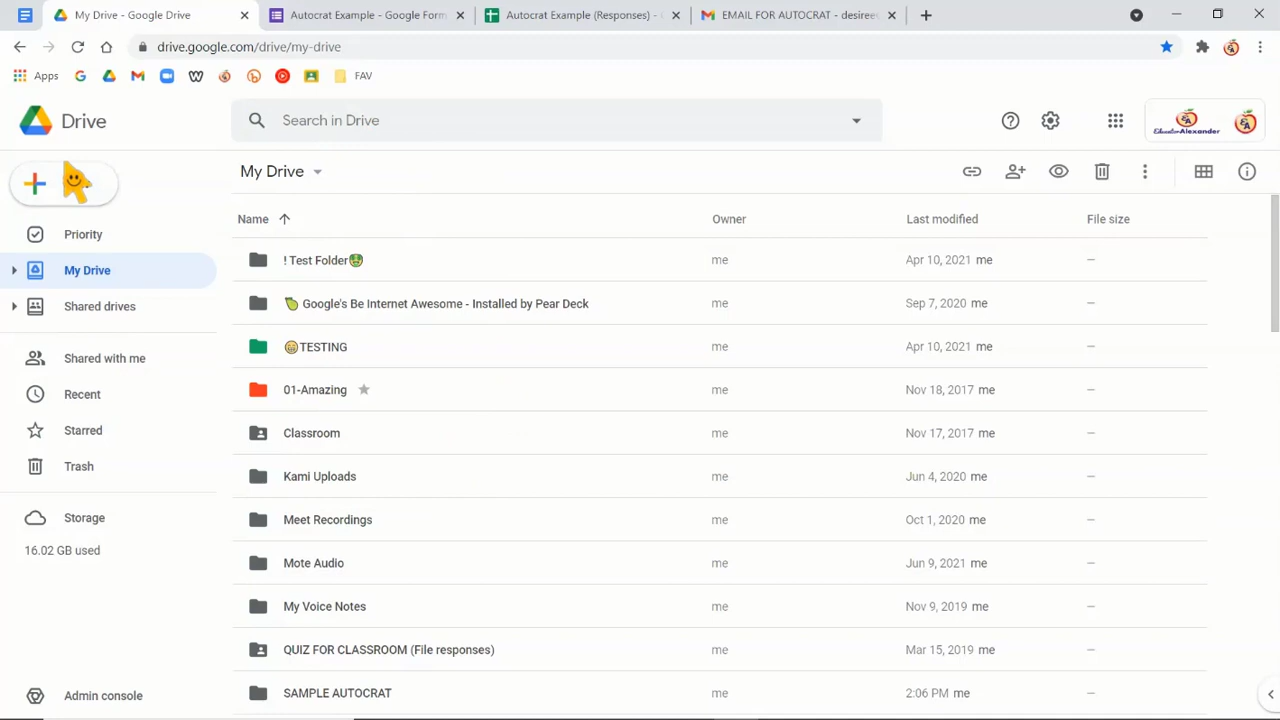 My Drive - Google Drive
Autocrat Example - Google Form
Autocrat Example (Responses) -
EMAIL FOR AUTOCRAT - desiree
drive.google.com/drive/my-drive
Apps
FAV
Drive
Search in Drive
Educator Alexander
EA
My Drive
Name
Owner
Last modified
File size
Priority
My Drive
Shared drives
Shared with me
Recent
Starred
Trash
Storage
16.02 GB used
Admin console
! Test Folder🤮 me Apr 10, 2021 me –
🍐 Google's Be Internet Awesome - Installed by Pear Deck me Sep 7, 2020 me –
😁TESTING me Apr 10, 2021 me –
01-Amazing me Nov 18, 2017 me –
Classroom me Nov 17, 2017 me –
Kami Uploads me Jun 4, 2020 me –
Meet Recordings me Oct 1, 2020 me –
Mote Audio me Jun 9, 2021 me –
My Voice Notes me Nov 9, 2019 me –
QUIZ FOR CLASSROOM (File responses) me Mar 15, 2019 me –
SAMPLE AUTOCRAT me 2:06 PM me –